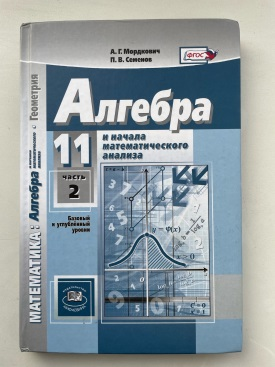 А. Г. Мордкович
П. В. Семенов
ФГОС
Алгебра
и начала
математического
анализа
11
часть
2
Базовый
и углублённый
уровни
y = φ(x)
МАТЕМАТИКА: Алгебра
Геометрия